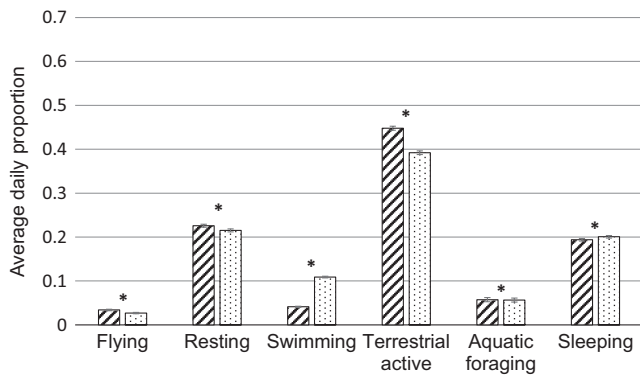 0.7
0.6
0.5
0.4
0.3
0.2
0.1
0
Average daily proportion
*
*
*
*
*
*
Flying
Resting
Swimming
Terrestrial
active
Aquatic
foraging
Sleeping